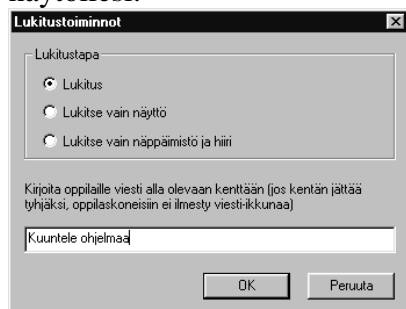 näytöllesi.
Lukitustoiminnot
Lukitustapa
Lukitus
Lukitse vain näyttö
Lukitse vain näppäimistö ja hiiri
Kirjoita oppilaille viesti alla olevaan kenttään (jos kentän jättää
tyhjäksi, oppilaskoneisiin ei ilmesty viesti-ikkunaa)
Kuuntele ohjelmaa
OK
Peruuta